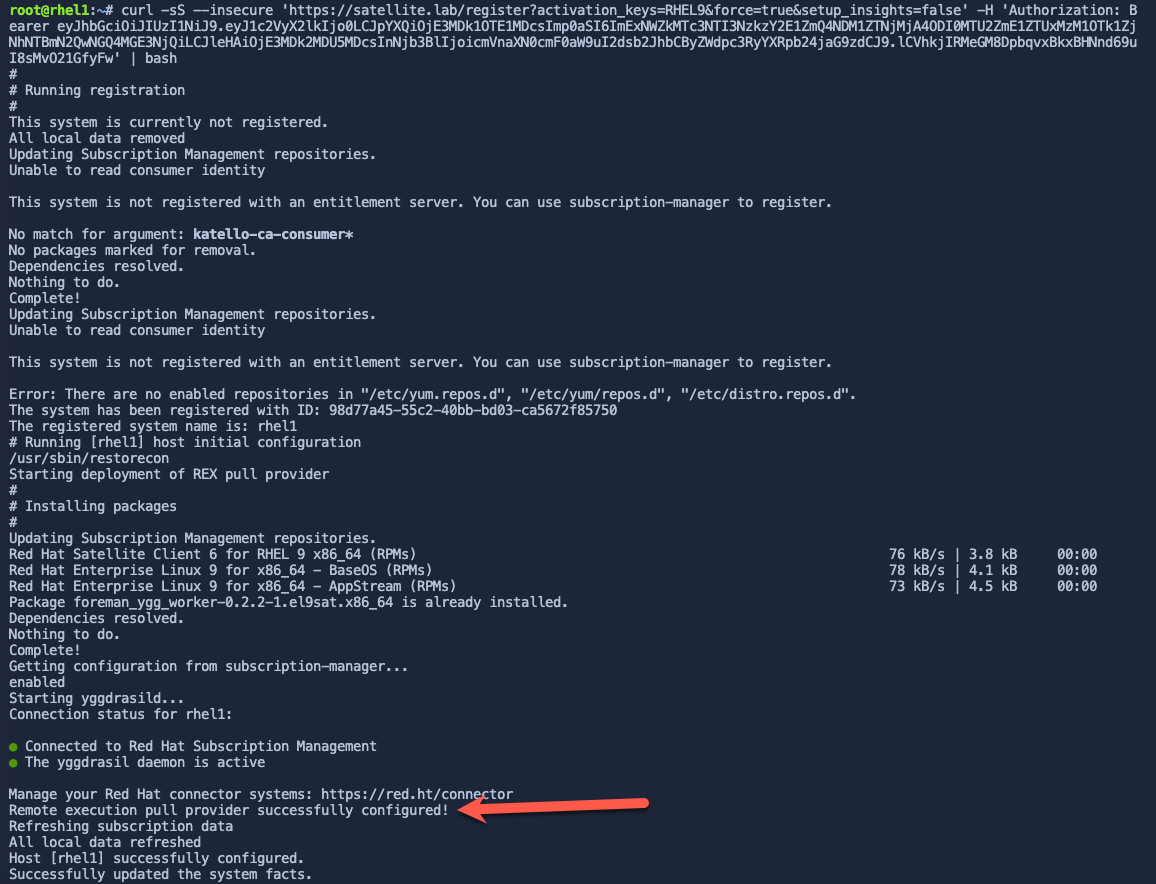 root@rhel1:~# curl -sS --insecure 'https://satellite.lab/register?activation_keys=RHEL9&force=true&setup_insights=false' -H 'Authorization: B
earer eyJhbGciOiJIUzI1NiJ9.eyJ1c2VyX2lkIjo0LCJpYXQiOjE3MDk1OTE1MDcsImp0aSI6ImExNWZkMTc3NTI3NzkzY2E1ZmQ4NDM1ZTNjMjA4ODI0MTU2ZmE1ZTUxMzM1OTk1Zj
NhNTBmN2QwNGQ4MGE3NjQiLCJleHAiOjE3MDk2MDU5MDcsInNjb3BlIjoicmVnaXN0cmF0aW9uI2dsb2JhbCByZWdpc3RyYXRpb24jaG9zdCJ9.lCVhkjIRMeGM8DpbqvxBkxBHNnd69u
I8sMvO21GfyFw' | bash
#
# Running registration
#
This system is currently not registered.
All local data removed
Updating Subscription Management repositories.
Unable to read consumer identity
This system is not registered with an entitlement server. You can use subscription-manager to register.
No match for argument: katello-ca-consumer*
No packages marked for removal.
Dependencies resolved.
Nothing to do.
Complete!
Updating Subscription Management repositories.
Unable to read consumer identity
This system is not registered with an entitlement server. You can use subscription-manager to register.
Error: There are no enabled repositories in "/etc/yum.repos.d", "/etc/yum/repos.d", "/etc/distro.repos.d".
The system has been registered with ID: 98d77a45-55c2-40bb-bd03-ca5672f85750
The registered system name is: rhel1
# Running [rhel1] host initial configuration
/usr/sbin/restorecon
Starting deployment of REX pull provider
#
# Installing packages
#
Updating Subscription Management repositories.
Red Hat Satellite Client 6 for RHEL 9 x86_64 (RPMs) 76 kB/s | 3.8 kB 00:00
Red Hat Enterprise Linux 9 for x86_64 - BaseOS (RPMs) 78 kB/s | 4.1 kB 00:00
Red Hat Enterprise Linux 9 for x86_64 - AppStream (RPMs) 73 kB/s | 4.5 kB 00:00
Package foreman_ygg_worker-0.2.2-1.el9sat.x86_64 is already installed.
Dependencies resolved.
Nothing to do.
Complete!
Getting configuration from subscription-manager...
enabled
Starting yggdrasild...
Connection status for rhel1:
● Connected to Red Hat Subscription Management
● The yggdrasil daemon is active
Manage your Red Hat connector systems: https://red.ht/connector
Remote execution pull provider successfully configured!
Refreshing subscription data
All local data refreshed
Host [rhel1] successfully configured.
Successfully updated the system facts.